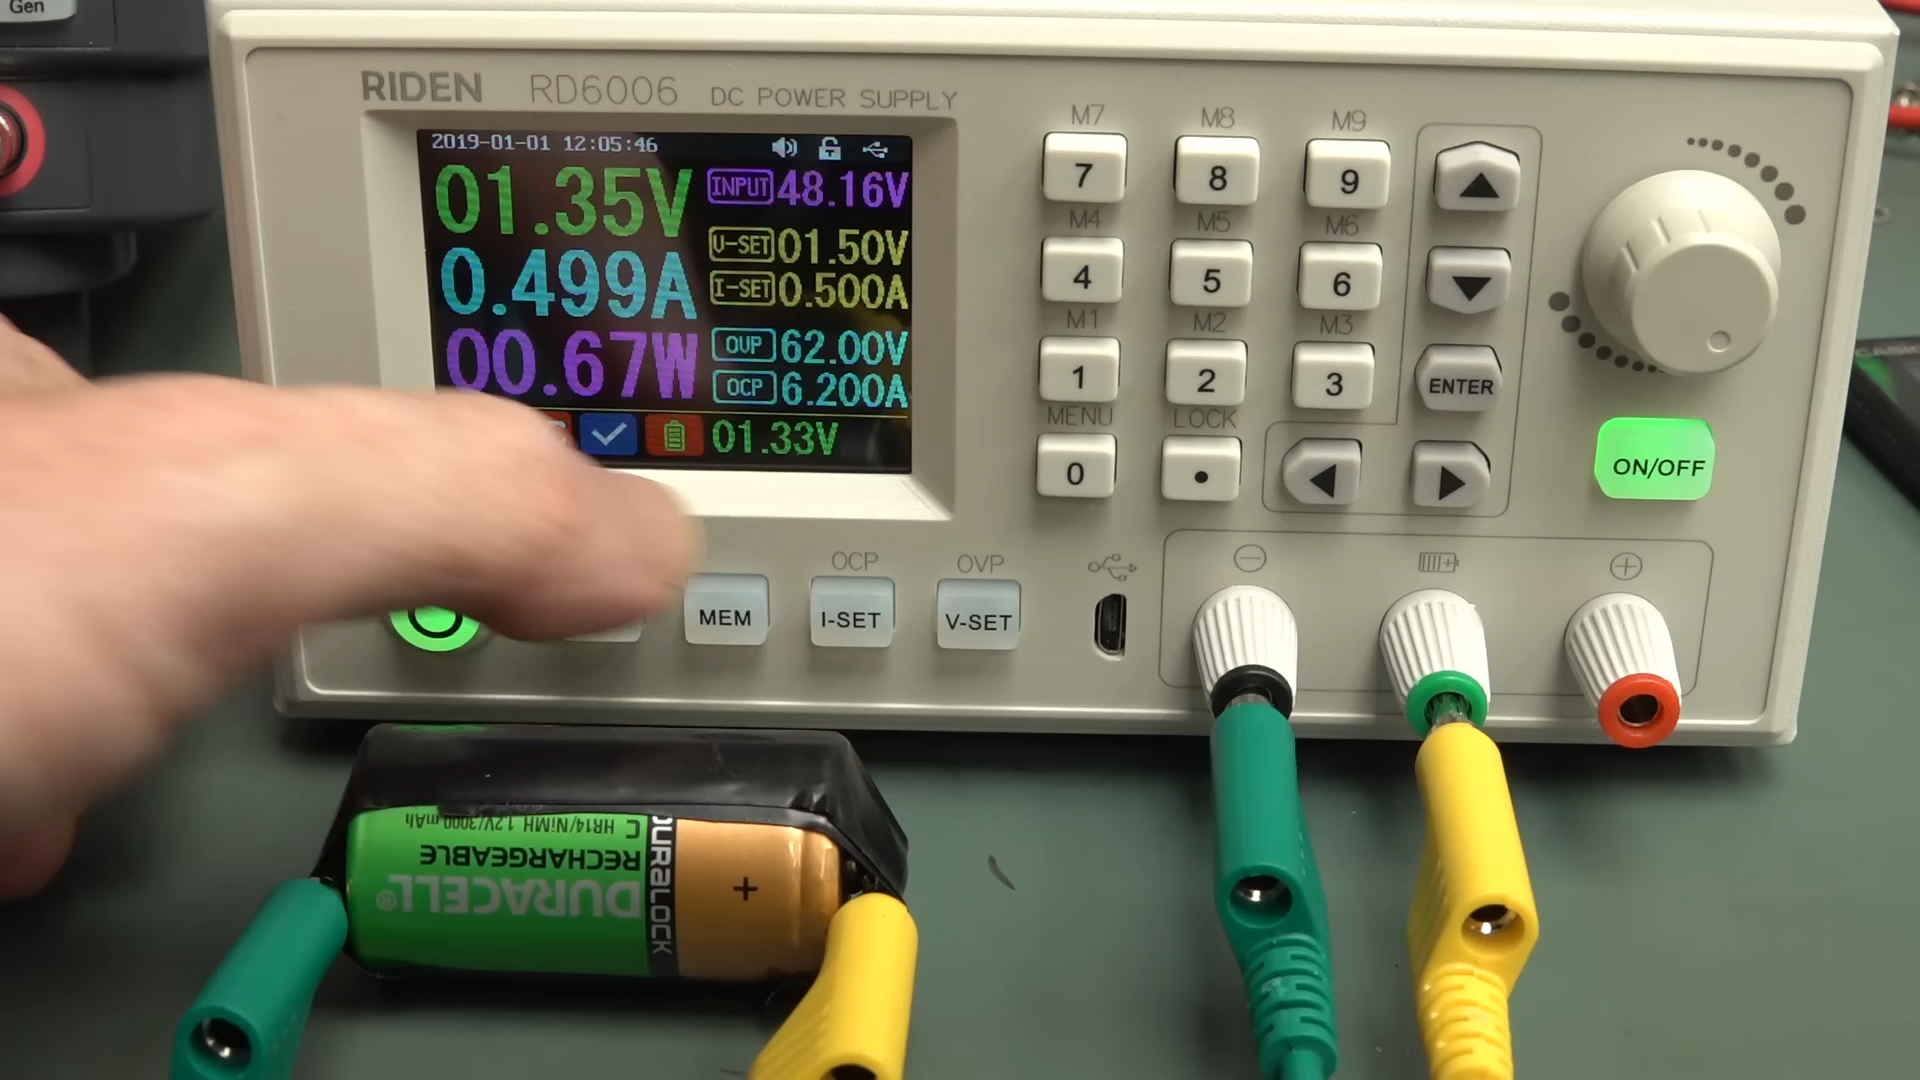 Gen
RIDEN RD6006 DC POWER SUPPLY
2019-01-01 12:05:46
01.35V
INPUT 48.16V
0.499A
V-SET 01.50V
I-SET 0.500A
00.67W
OVP 62.00V
OCP 6.200A
01.33V
M7 M8 M9
7 8 9
M4 M5 M6
4 5 6
M1 M2 M3
1 2 3
MENU LOCK
0 .
ENTER
ON/OFF
OCP OVP
MEM I-SET V-SET
C HR14/NiMH 1.2V/3000 mAh
RECHARGEABLE
DURACELL®
DURALOCK
+
CASIO